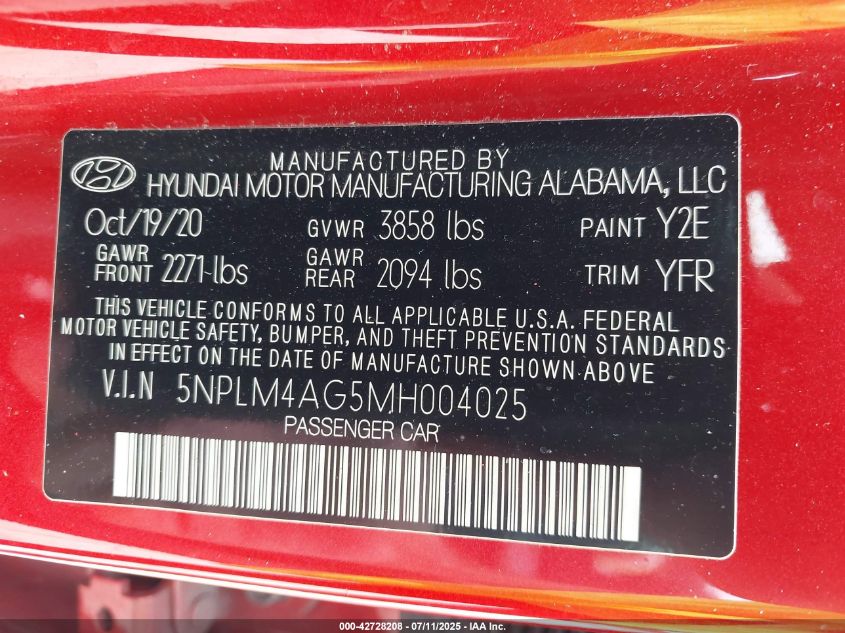 MANUFACTURED BY
HYUNDAI MOTOR MANUFACTURING ALABAMA, LLC
Oct/19/20 GVWR 3858 lbs PAINT Y2E
GAWR FRONT 2271 lbs GAWR REAR 2094 lbs TRIM YFR
THIS VEHICLE CONFORMS TO ALL APPLICABLE U.S.A. FEDERAL
MOTOR VEHICLE SAFETY, BUMPER, AND THEFT PREVENTION STANDARDS
IN EFFECT ON THE DATE OF MANUFACTURE SHOWN ABOVE
V.I.N 5NPLM4AG5MH004025
PASSENGER CAR
000-42728208 - 07/11/2025 - IAA Inc.